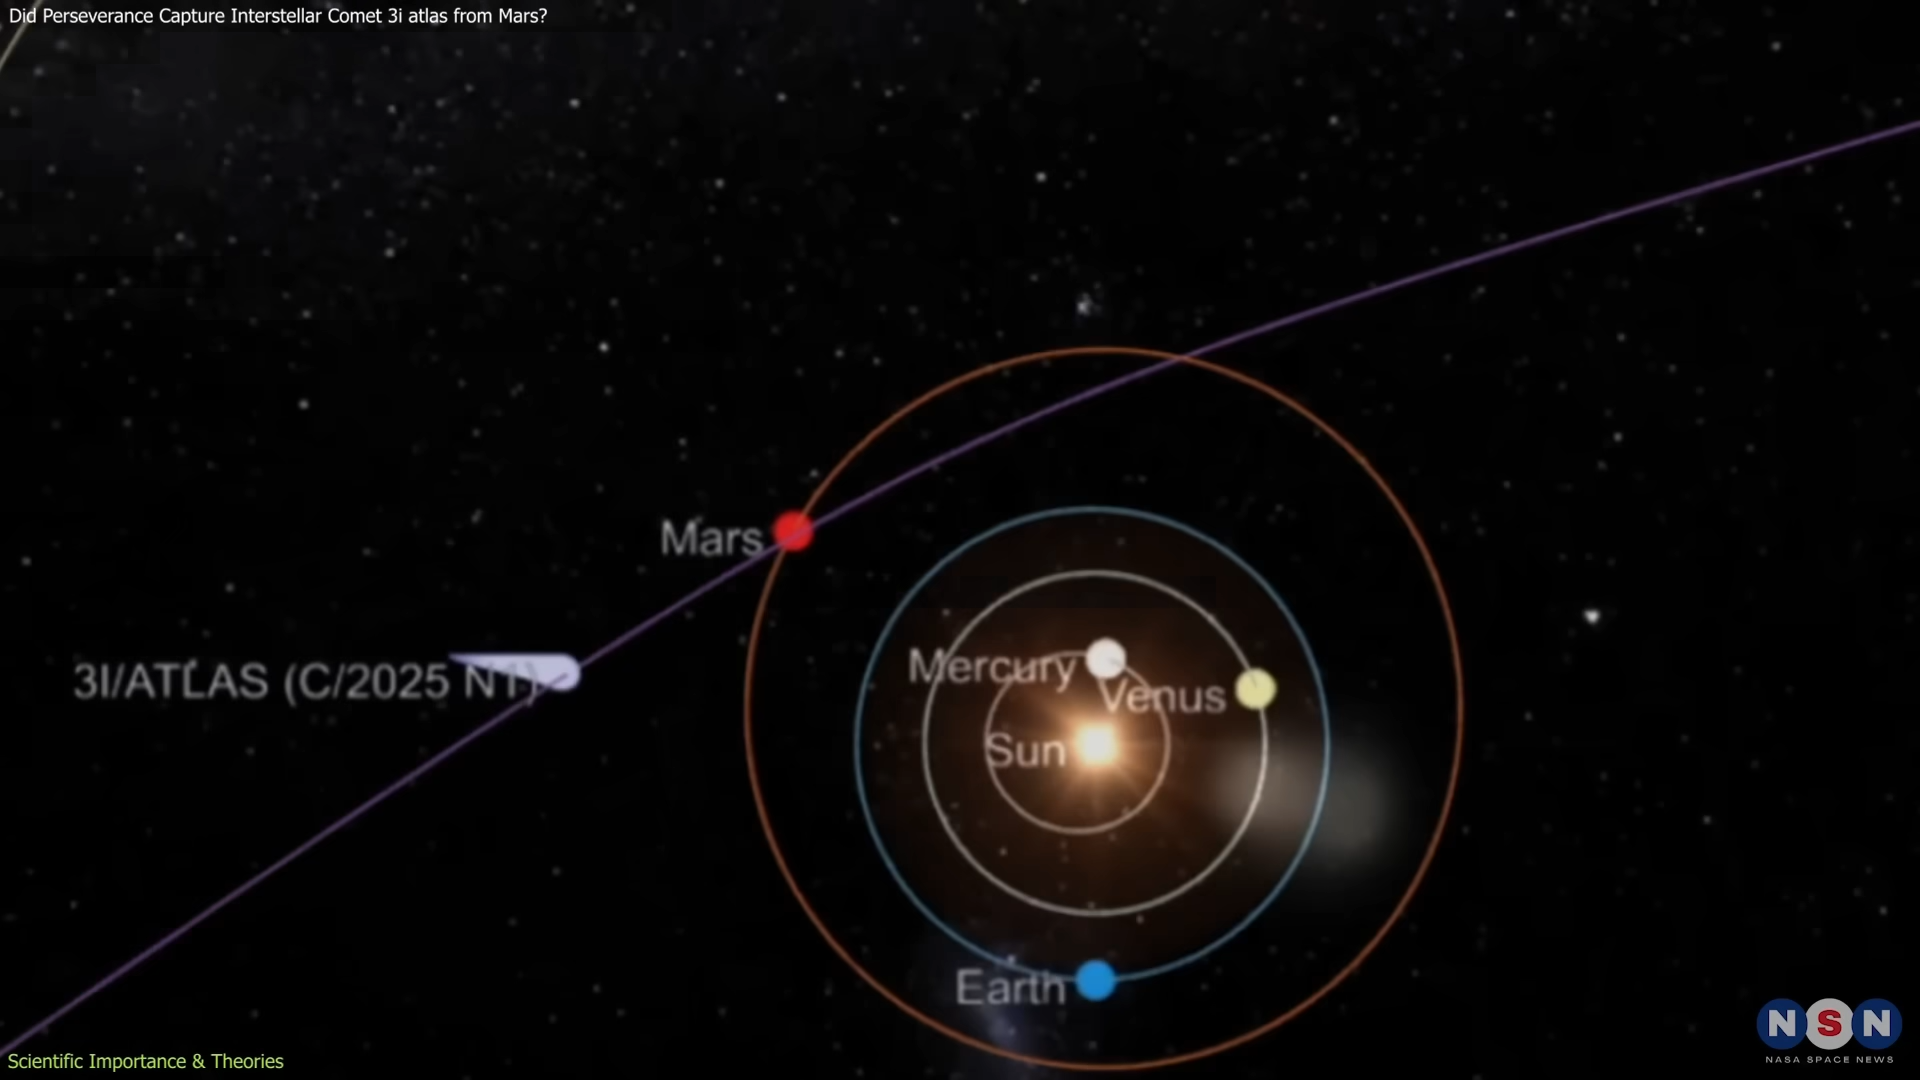 Did Perseverance Capture Interstellar Comet 3i atlas from Mars?
Mars
3I/ATLAS (C/2025 N1)
Mercury
Venus
Sun
Earth
Scientific Importance & Theories
NSN
NASA SPACE NEWS